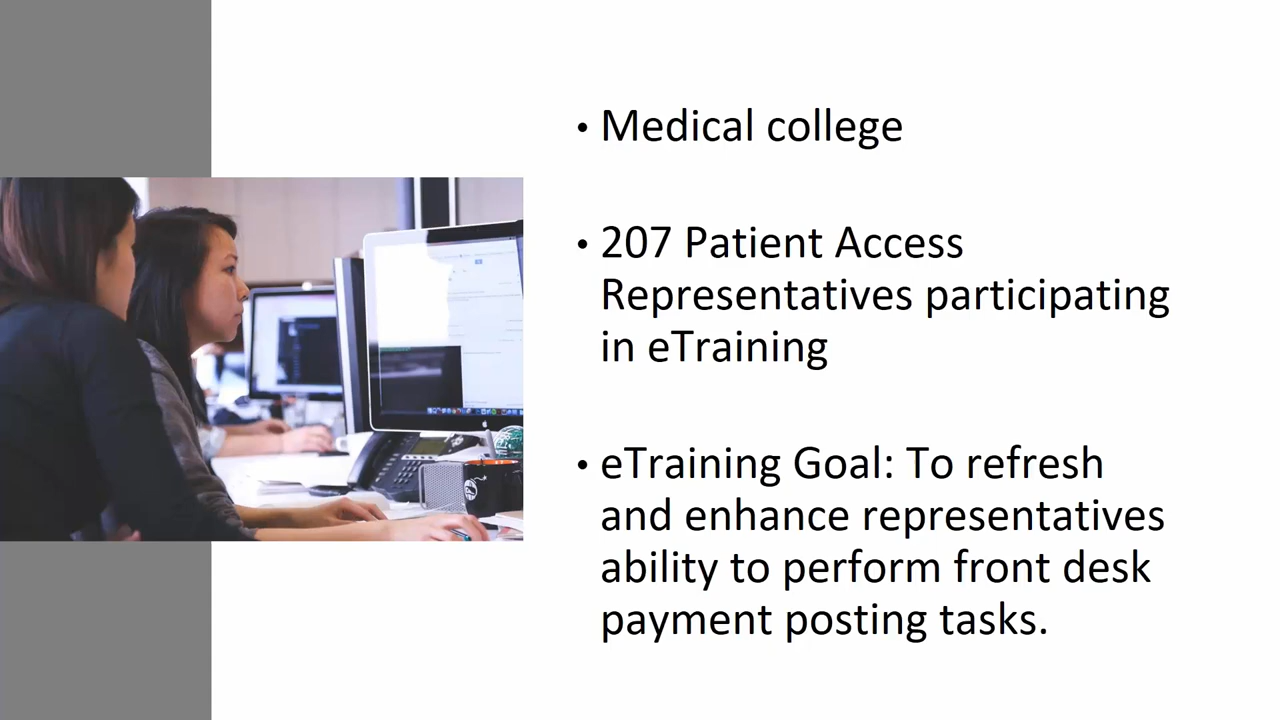 • Medical college
• 207 Patient Access
Representatives participating
in eTraining
• eTraining Goal: To refresh
and enhance representatives
ability to perform front desk
payment posting tasks.